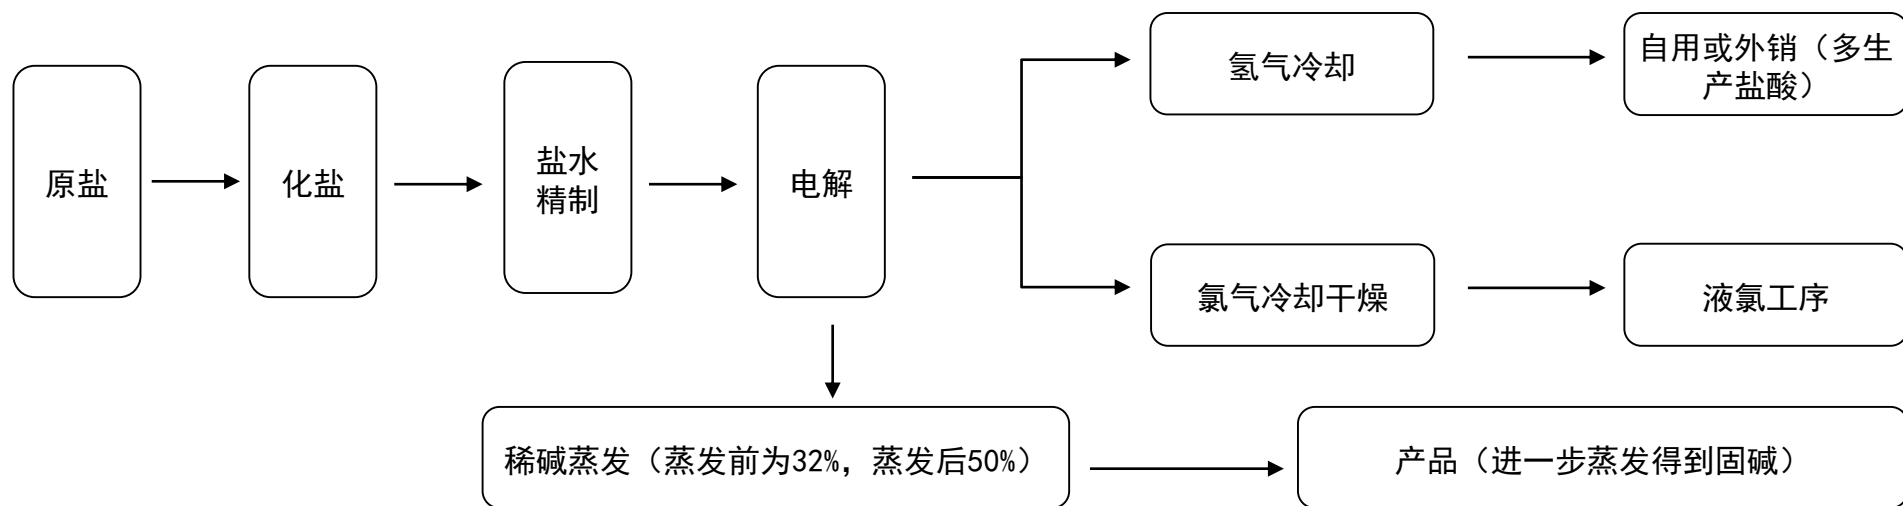 原盐
化盐
盐水
精制
电解
氢气冷却
自用或外销（多生
产盐酸）
氯气冷却干燥
液氯工序
稀碱蒸发（蒸发前为32%，蒸发后50%）
产品（进一步蒸发得到固碱）